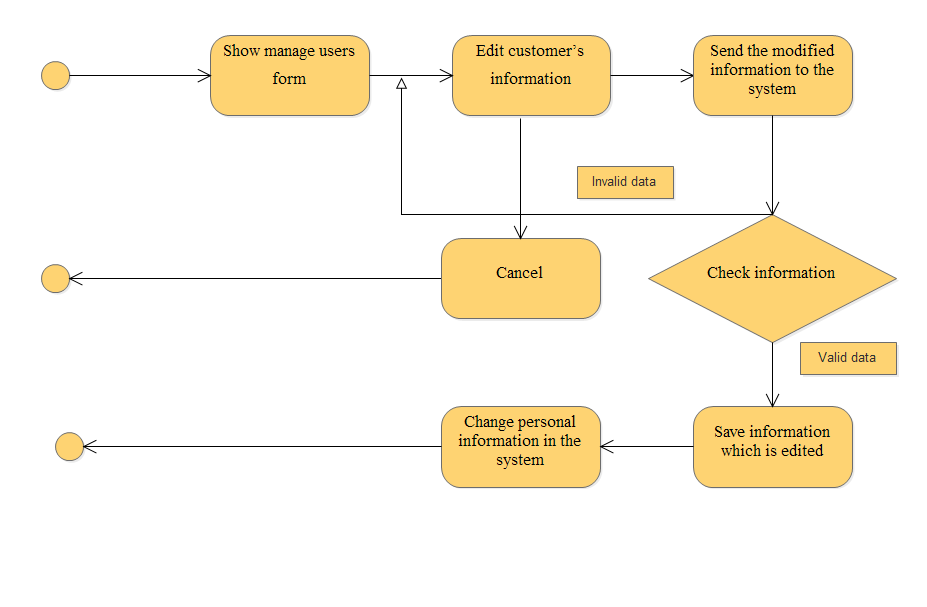 Show manage users
form
Edit customer's
information
Send the modified
information to the
system
Invalid data
Cancel
Check information
Valid data
Change personal
information in the
system
Save information
which is edited